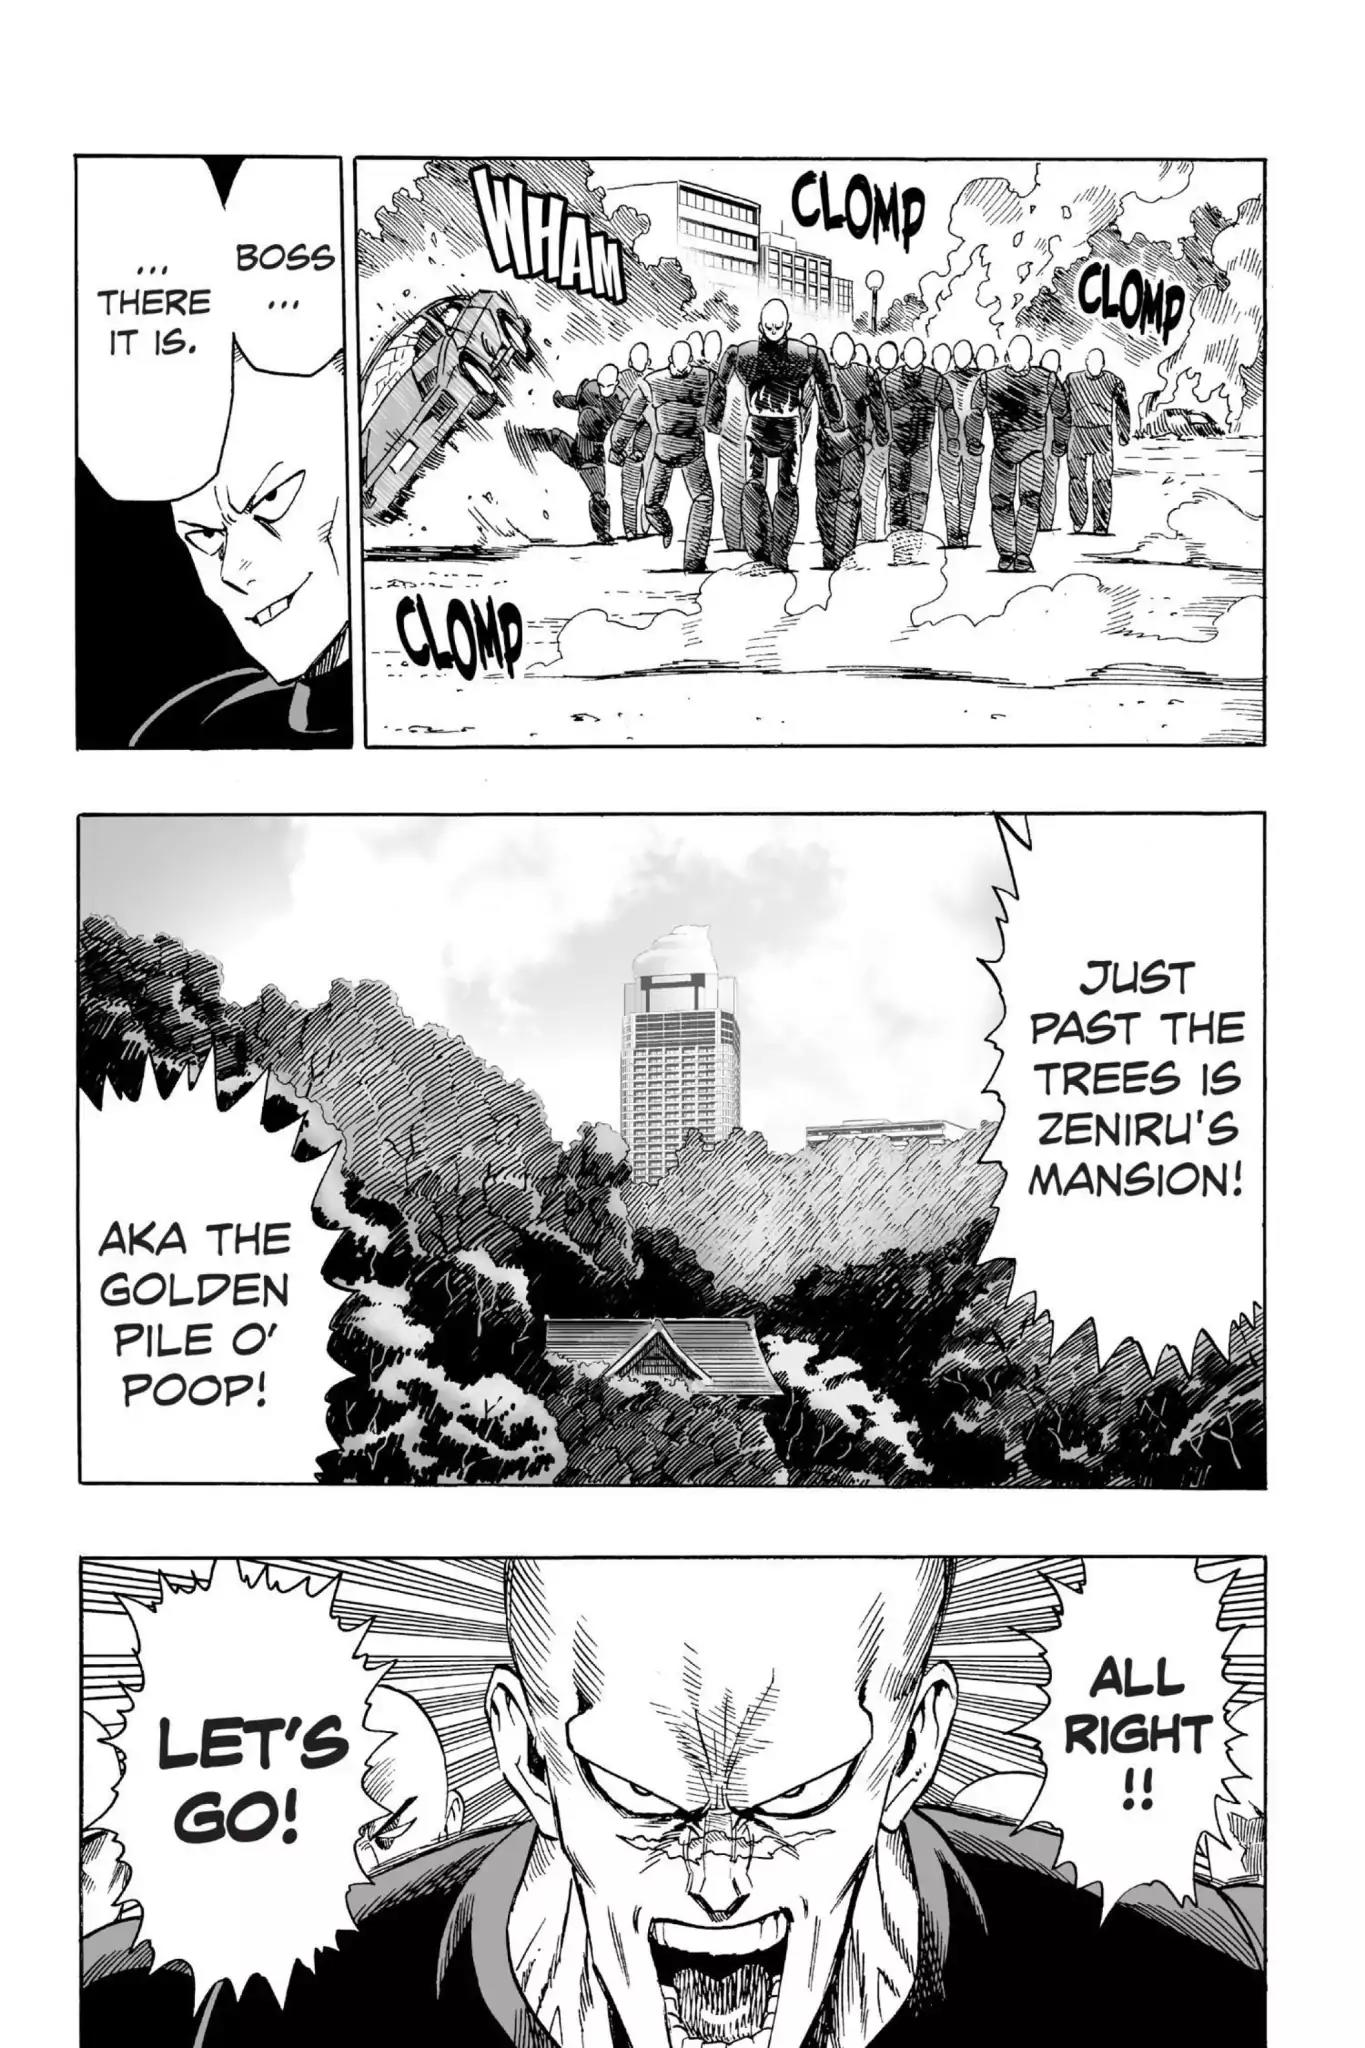 WHAM
CLOMP
CLOMP
CLOMP
BOSS
...
...
THERE
IT IS.
JUST
PAST THE
TREES IS
ZENIRU'S
MANSION!
AKA THE
GOLDEN
PILE O'
POOP!
ALL
RIGHT
!!
LET'S
GO!